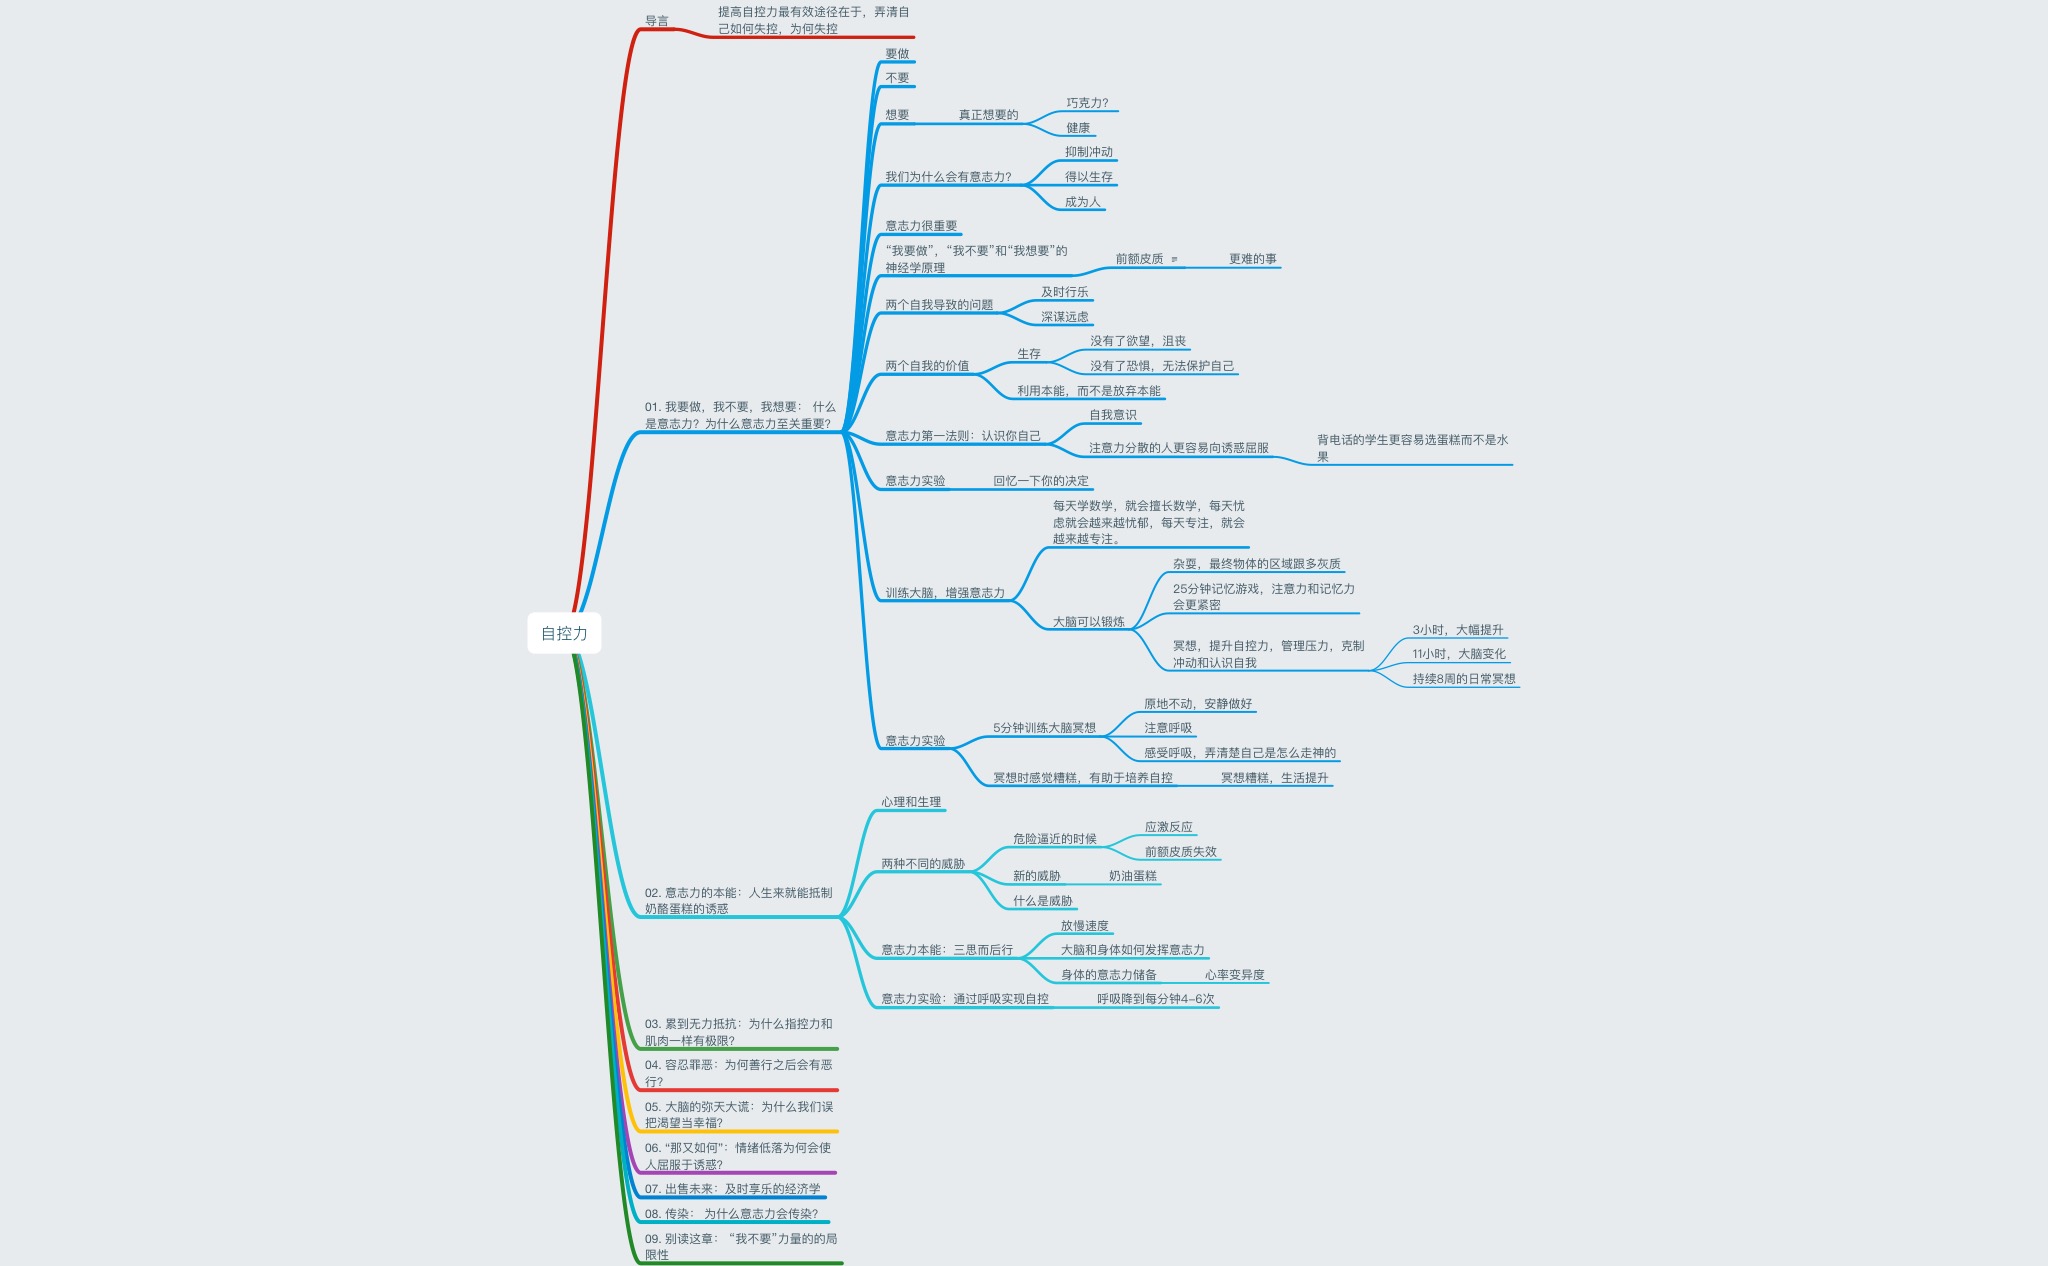 自控力
导言
提高自控力最有效途径在于，弄清自
己如何失控，为何失控
01. 我要做，我不要，我想要： 什么
是意志力？为什么意志力至关重要？
要做
不要
想要
真正想要的
巧克力？
健康
我们为什么会有意志力？
抑制冲动
得以生存
成为人
意志力很重要
“我要做”，“我不要”和“我想要”的
神经学原理
前额皮质
更难的事
两个自我导致的问题
及时行乐
深谋远虑
两个自我的价值
生存
没有了欲望，沮丧
没有了恐惧，无法保护自己
利用本能，而不是放弃本能
意志力第一法则：认识你自己
自我意识
注意力分散的人更容易向诱惑屈服
背电话的学生更容易选蛋糕而不是水
果
意志力实验
回忆一下你的决定
训练大脑，增强意志力
每天学数学，就会擅长数学，每天忧
虑就会越来越忧郁，每天专注，就会
越来越专注。
大脑可以锻炼
杂耍，最终物体的区域跟多灰质
25分钟记忆游戏，注意力和记忆力
会更紧密
冥想，提升自控力，管理压力，克制
冲动和认识自我
3小时，大幅提升
11小时，大脑变化
持续8周的日常冥想
意志力实验
5分钟训练大脑冥想
原地不动，安静做好
注意呼吸
感受呼吸，弄清楚自己是怎么走神的
冥想时感觉糟糕，有助于培养自控
冥想糟糕，生活提升
02. 意志力的本能：人生来就能抵制
奶酪蛋糕的诱惑
心理和生理
两种不同的威胁
危险逼近的时候
应激反应
前额皮质失效
新的威胁
奶油蛋糕
什么是威胁
意志力本能：三思而后行
放慢速度
大脑和身体如何发挥意志力
身体的意志力储备
心率变异度
意志力实验：通过呼吸实现自控
呼吸降到每分钟4-6次
03. 累到无力抵抗：为什么指控力和
肌肉一样有极限？
04. 容忍罪恶：为何善行之后会有恶
行？
05. 大脑的弥天大谎：为什么我们误
把渴望当幸福？
06. “那又如何”：情绪低落为何会使
人屈服于诱惑？
07. 出售未来：及时享乐的经济学
08. 传染： 为什么意志力会传染？
09. 别读这章： “我不要”力量的的局
限性